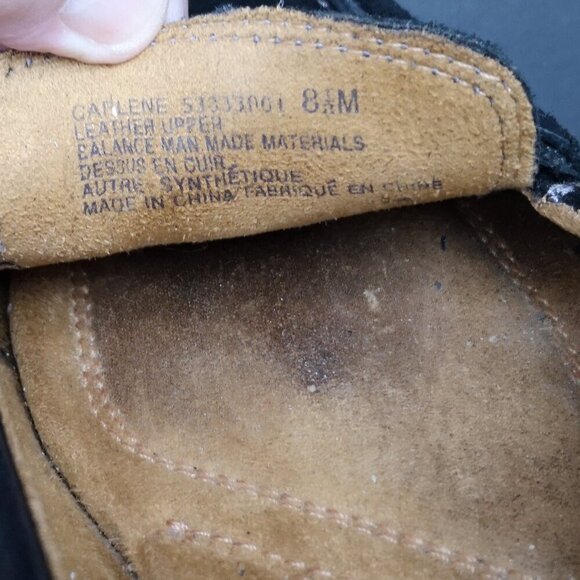 CARLENE 53333001 8½M
LEATHER UPPER
BALANCE MAN MADE MATERIALS
DESSUS EN CUIR
AUTRE SYNTHÉTIQUE
MADE IN CHINA/FABRIQUÉ EN CHINE